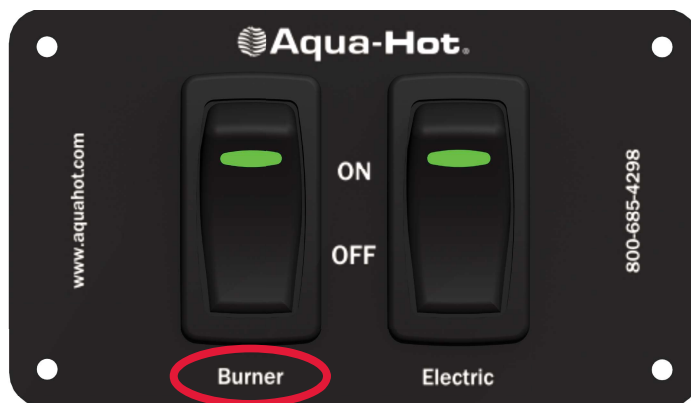 Aqua-Hot.
www.aquahot.com
ON
OFF
800-685-4298
Burner
Electric